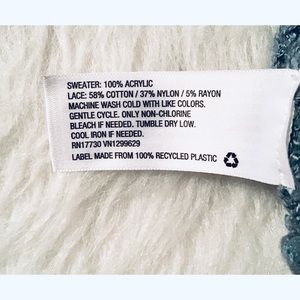 SWEATER: 100% ACRYLIC
LACE: 58% COTTON / 37% NYLON / 5% RAYON
MACHINE WASH COLD WITH LIKE COLORS.
GENTLE CYCLE. ONLY NON-CHLORINE
BLEACH IF NEEDED. TUMBLE DRY LOW.
COOL IRON IF NEEDED.
RN17730 VN1299629
LABEL MADE FROM 100% RECYCLED PLASTIC